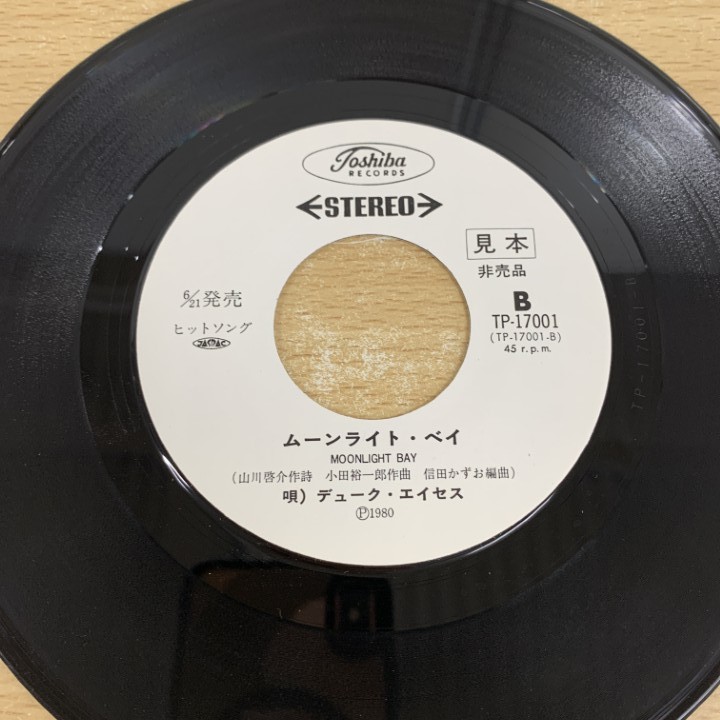 Toshiba
RECORDS
STEREO
見本
非売品
6/21発売
ヒットソング
JASRAC
B
TP-17001
(TP-17001-B)
45 r.p.m.
ムーンライト・ベイ
MOONLIGHT BAY
(山川啓介作詩 小田裕一郎作曲 信田かずお編曲)
唄) デューク・エイセス
Ⓟ1980
TP-17001 B